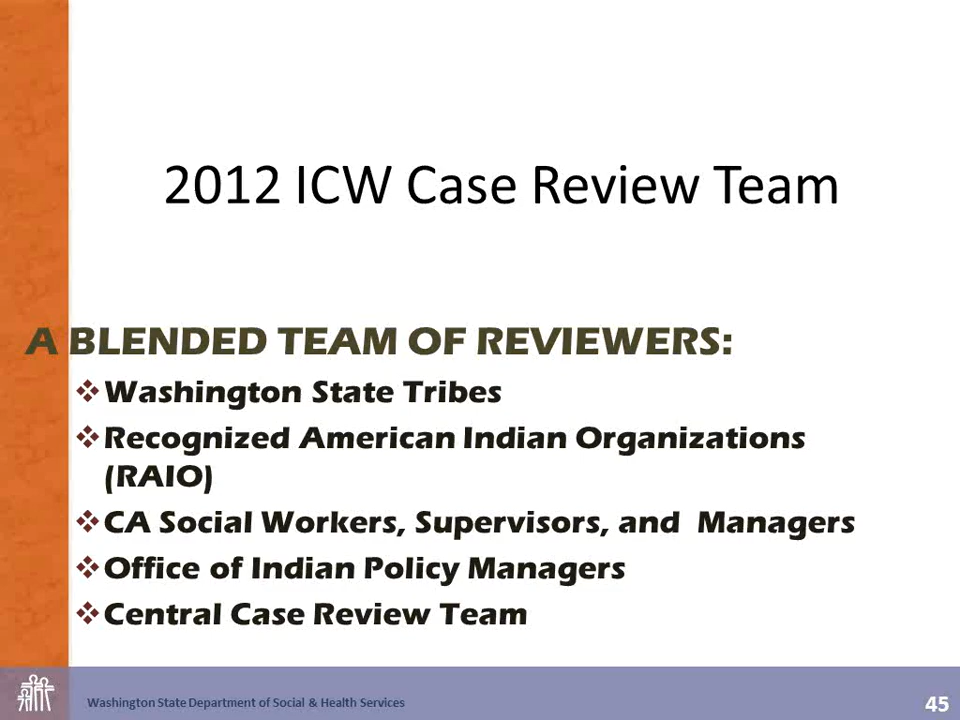 2012 ICW Case Review Team
A BLENDED TEAM OF REVIEWERS:
❖Washington State Tribes
❖Recognized American Indian Organizations
(RAIO)
❖CA Social Workers, Supervisors, and Managers
❖Office of Indian Policy Managers
❖Central Case Review Team
Washington State Department of Social & Health Services
45